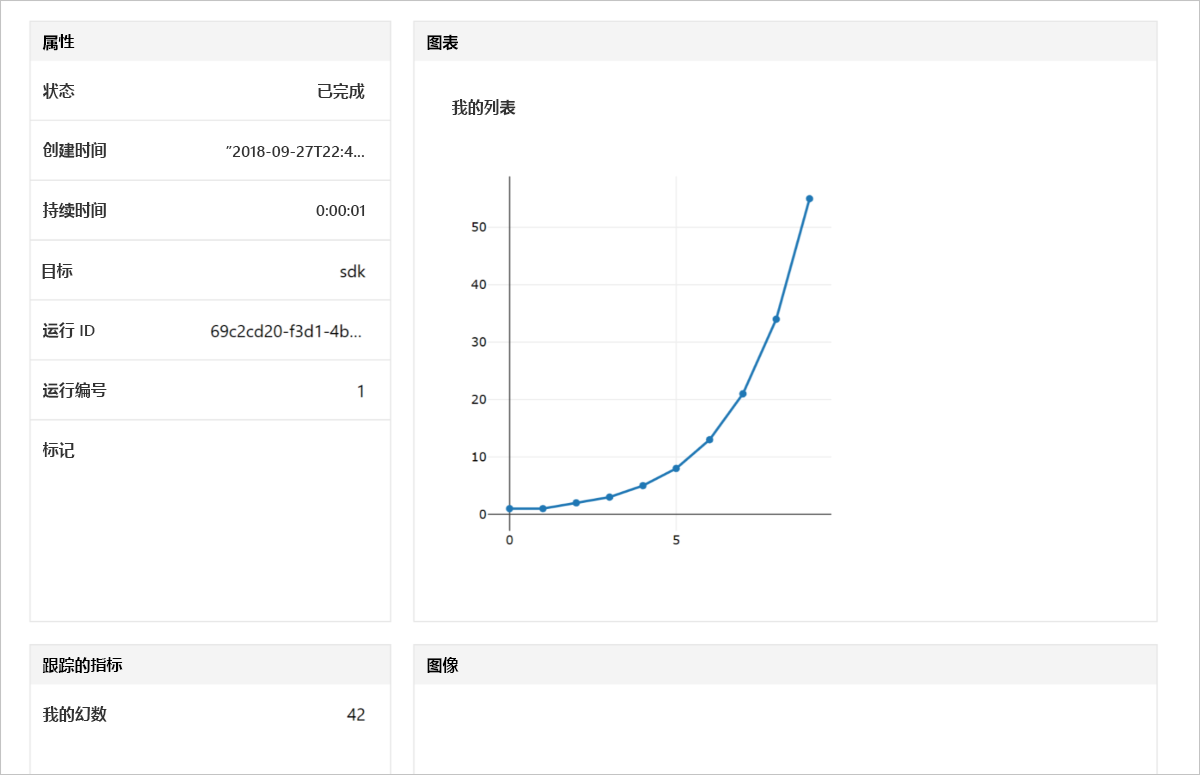 属性
状态 已完成
创建时间 "2018-09-27T22:4...
持续时间 0:00:01
目标 sdk
运行 ID 69c2cd20-f3d1-4b...
运行编号 1
标记
图表
我的列表
50
40
30
20
10
0
0 5
跟踪的指标
我的幻数 42
图像